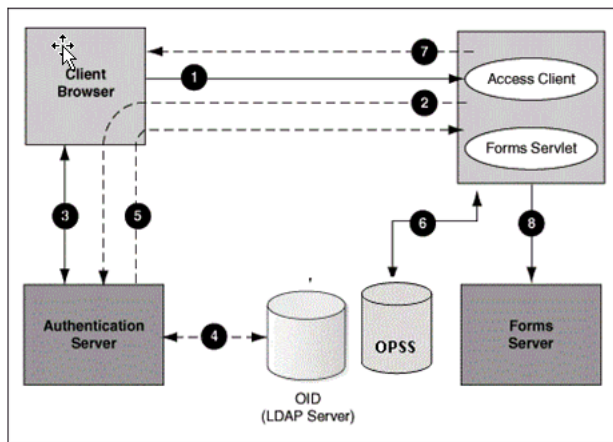 7
Client
Browser
1
Access Client
2
Forms Servlet
3
5
6
8
Authentication
Server
4
OPSS
Forms
Server
OID
(LDAP Server)